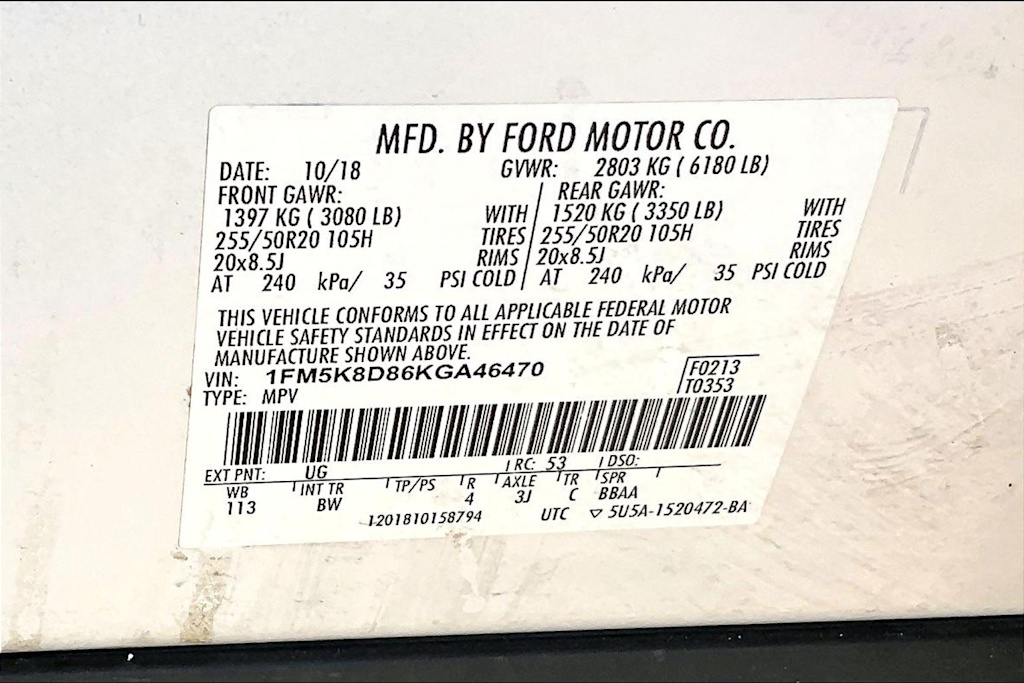 MFD. BY FORD MOTOR CO.
DATE: 10/18 GVWR: 2803 KG ( 6180 LB)
FRONT GAWR: REAR GAWR:
1397 KG ( 3080 LB) WITH 1520 KG ( 3350 LB) WITH
255/50R20 105H TIRES 255/50R20 105H TIRES
20x8.5J RIMS 20x8.5J RIMS
AT 240 kPa/ 35 PSI COLD AT 240 kPa/ 35 PSI COLD
THIS VEHICLE CONFORMS TO ALL APPLICABLE FEDERAL MOTOR
VEHICLE SAFETY STANDARDS IN EFFECT ON THE DATE OF
MANUFACTURE SHOWN ABOVE.
VIN: 1FM5K8D86KGA46470 F0213
TYPE: MPV T0353
EXT PNT: UG RC: 53 DSO:
WB INT TR TP/PS R AXLE TR SPR
113 BW 4 3J C BBAA
1201810158794 UTC ▽ 5U5A-1520472-BA